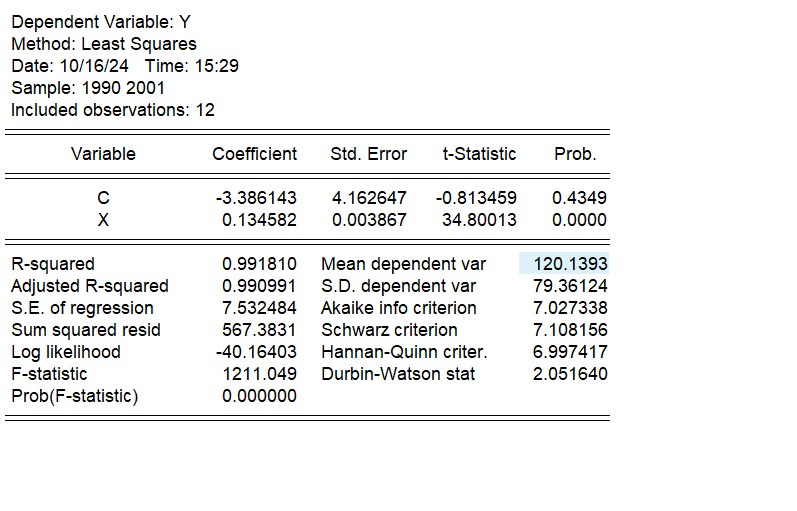 Dependent Variable: Y
Method: Least Squares
Date: 10/16/24 Time: 15:29
Sample: 1990 2001
Included observations: 12
Variable Coefficient Std. Error t-Statistic Prob.
C -3.386143 4.162647 -0.813459 0.4349
X 0.134582 0.003867 34.80013 0.0000
R-squared 0.991810 Mean dependent var 120.1393
Adjusted R-squared 0.990991 S.D. dependent var 79.36124
S.E. of regression 7.532484 Akaike info criterion 7.027338
Sum squared resid 567.3831 Schwarz criterion 7.108156
Log likelihood -40.16403 Hannan-Quinn criter. 6.997417
F-statistic 1211.049 Durbin-Watson stat 2.051640
Prob(F-statistic) 0.000000